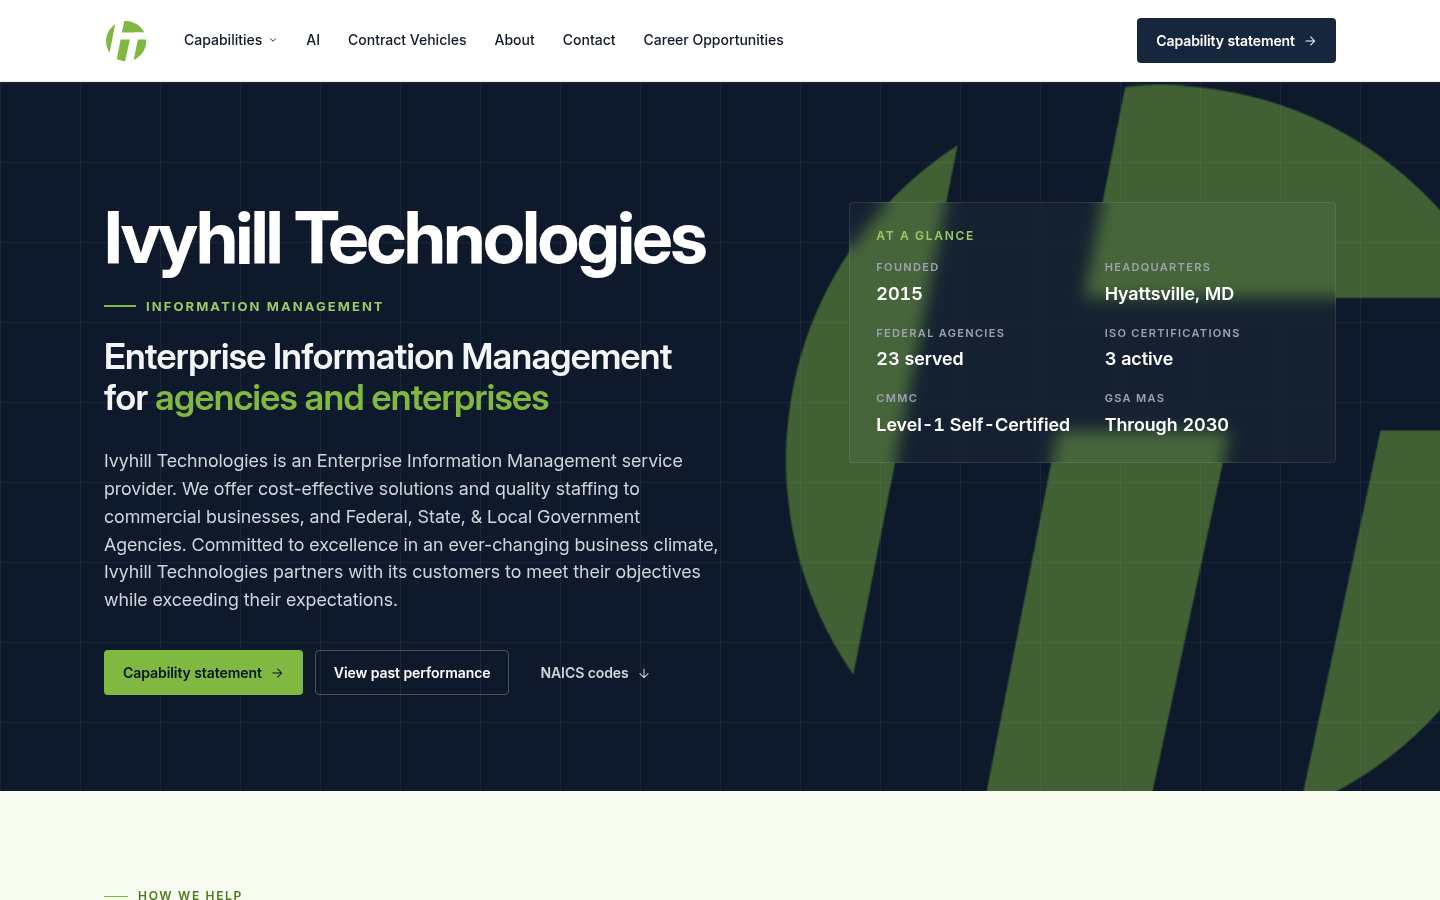 Capabilities
AI
Contract Vehicles
About
Contact
Career Opportunities
Capability statement
Ivyhill Technologies
INFORMATION MANAGEMENT
Enterprise Information Management
for agencies and enterprises
Ivyhill Technologies is an Enterprise Information Management service
provider. We offer cost-effective solutions and quality staffing to
commercial businesses, and Federal, State, & Local Government
Agencies. Committed to excellence in an ever-changing business climate,
Ivyhill Technologies partners with its customers to meet their objectives
while exceeding their expectations.
Capability statement
View past performance
NAICS codes
AT A GLANCE
FOUNDED
2015
HEADQUARTERS
Hyattsville, MD
FEDERAL AGENCIES
23 served
ISO CERTIFICATIONS
3 active
CMMC
Level-1 Self-Certified
GSA MAS
Through 2030
HOW WE HELP